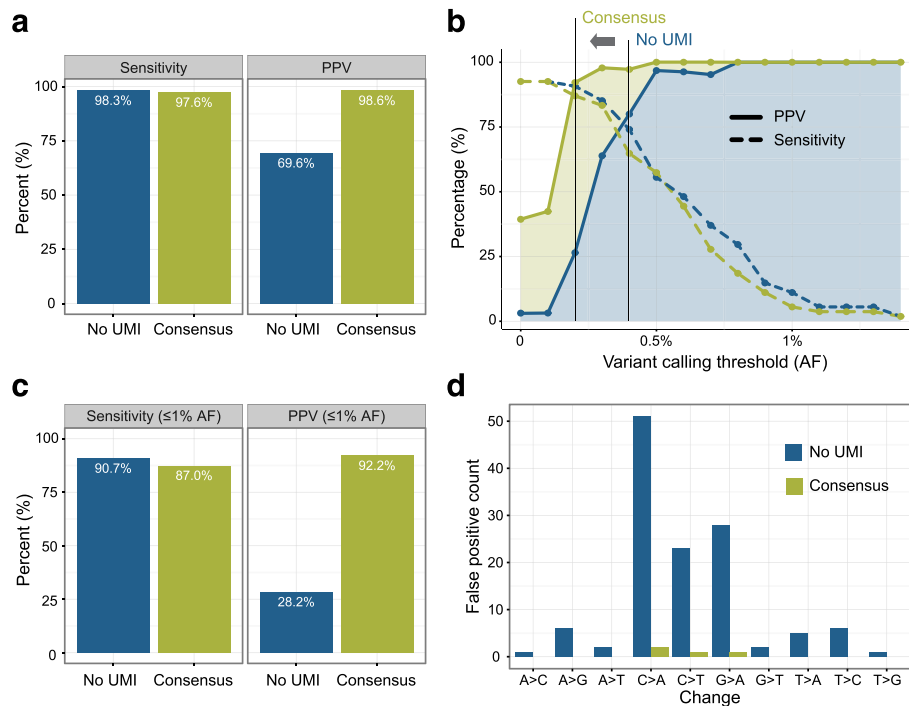 a
Sensitivity PPV
Percent (%)
100
75
50
25
0
98.3% 97.6% 69.6% 98.6%
No UMI Consensus No UMI Consensus
b
Consensus
No UMI
Percentage (%)
100
75
50
25
0
PPV
Sensitivity
0 0.5% 1%
Variant calling threshold (AF)
c
Sensitivity (≤1% AF) PPV (≤1% AF)
Percent (%)
100
75
50
25
0
90.7% 87.0% 28.2% 92.2%
No UMI Consensus No UMI Consensus
d
False positive count
50
40
30
20
10
0
No UMI
Consensus
A>C A>G A>T C>A C>T G>A G>T T>A T>C T>G
Change